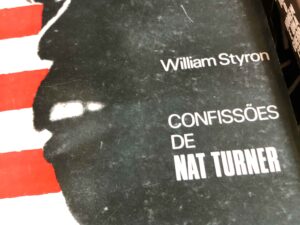 William Styron
CONFISSÕES
DE
NAT TURNER